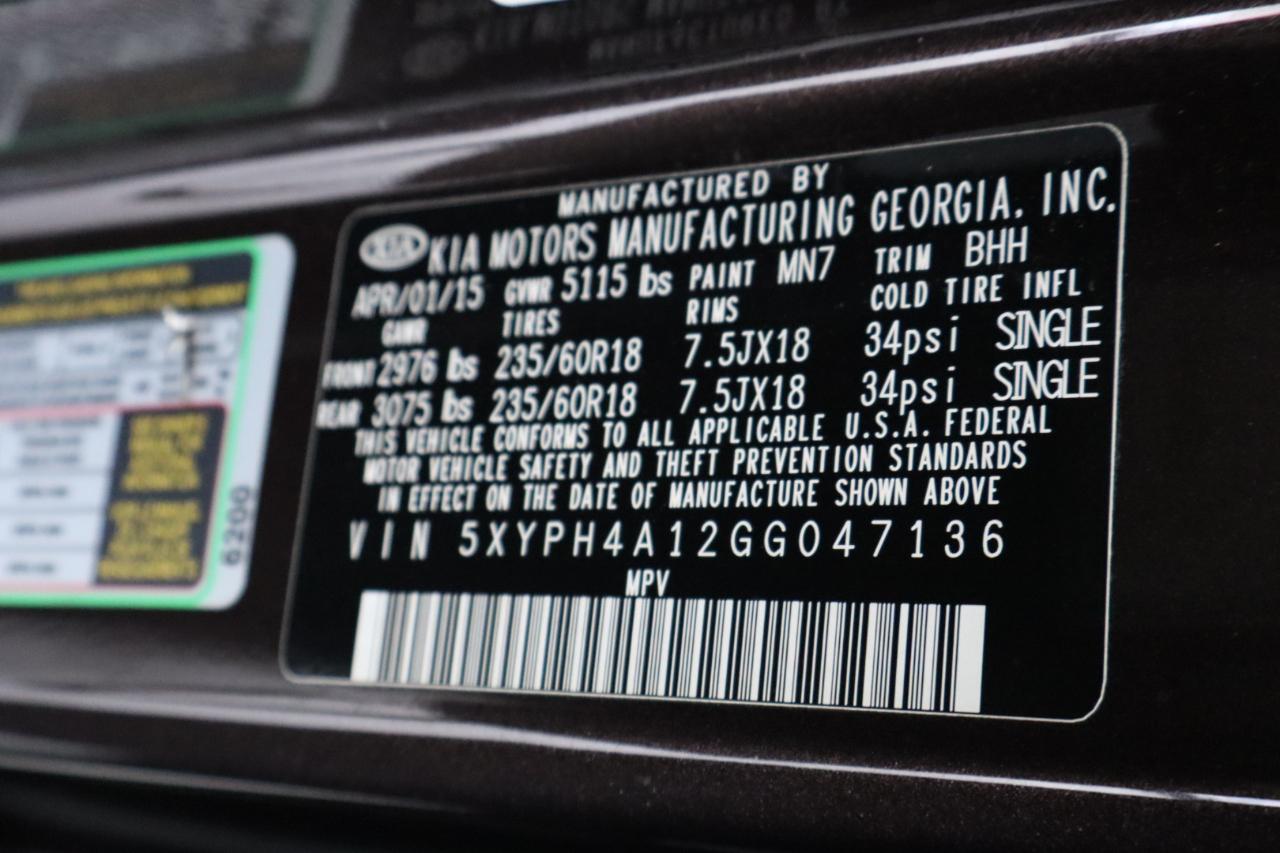 MANUFACTURED BY
KIA KIA MOTORS MANUFACTURING GEORGIA. INC.
APR/01/15 GVWR 5115 lbs PAINT MN7 TRIM BHH
GAWR TIRES RIMS COLD TIRE INFL
FRONT 2976 lbs 235/60R18 7.5JX18 34psi SINGLE
REAR 3075 lbs 235/60R18 7.5JX18 34psi SINGLE
THIS VEHICLE CONFORMS TO ALL APPLICABLE U.S.A. FEDERAL
MOTOR VEHICLE SAFETY AND THEFT PREVENTION STANDARDS
IN EFFECT ON THE DATE OF MANUFACTURE SHOWN ABOVE
VIN 5XYPH4A12GG047136
MPV
6200